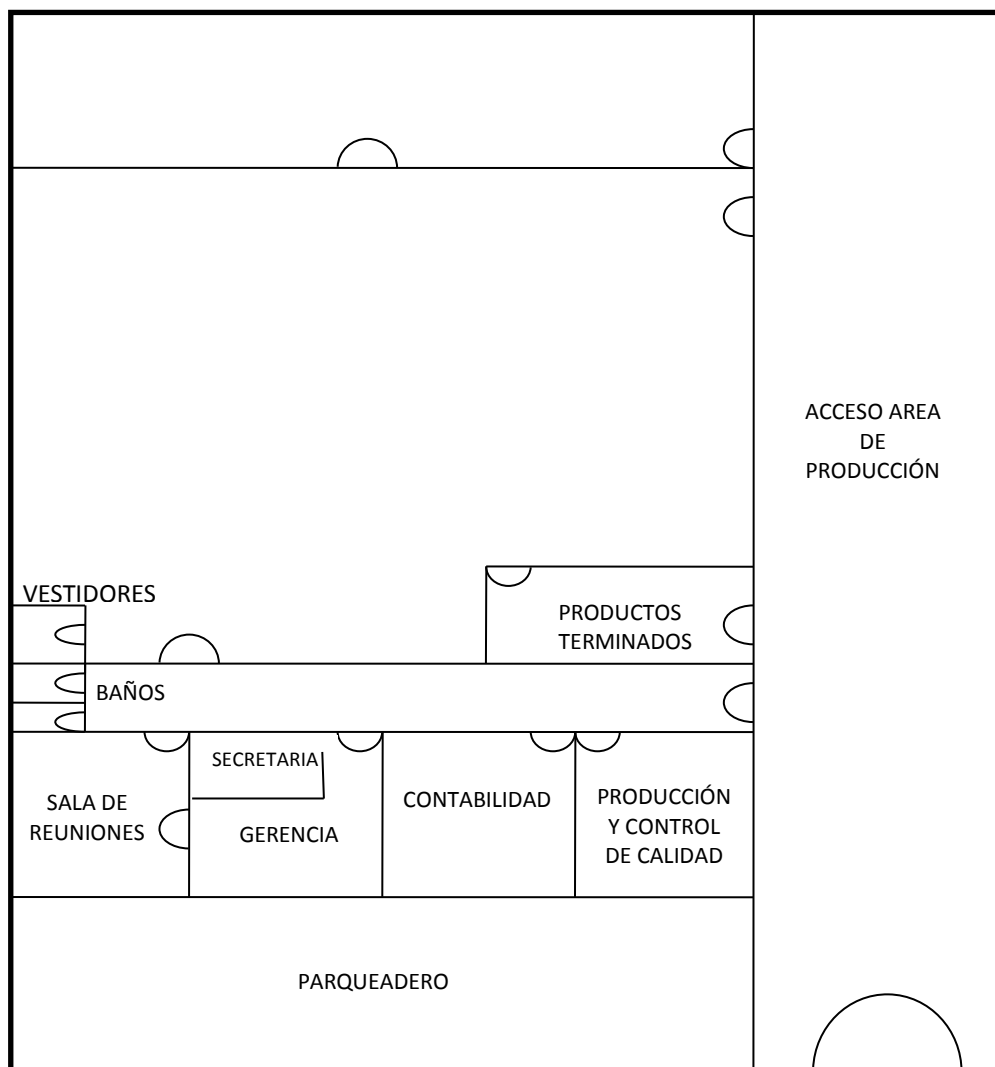 ACCESO AREA
DE
PRODUCCIÓN
VESTIDORES
PRODUCTOS
TERMINADOS
BAÑOS
SECRETARIA
SALA DE
REUNIONES
GERENCIA
CONTABILIDAD
PRODUCCIÓN
Y CONTROL
DE CALIDAD
PARQUEADERO